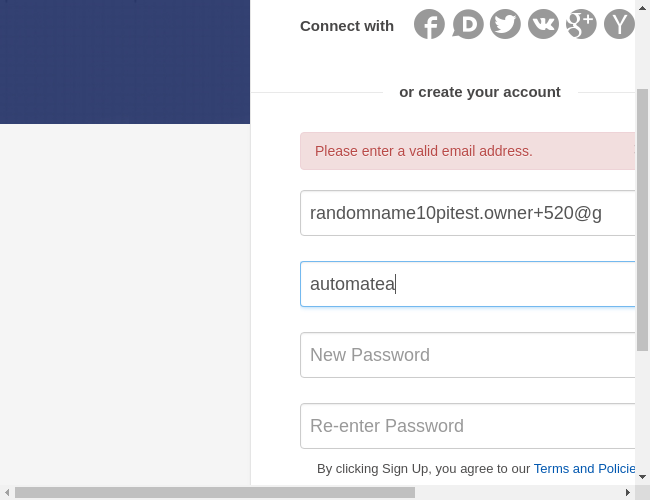 Connect with
or create your account
Please enter a valid email address.
randomname10pitest.owner+520@g
automatea
New Password
Re-enter Password
By clicking Sign Up, you agree to our Terms and Policie